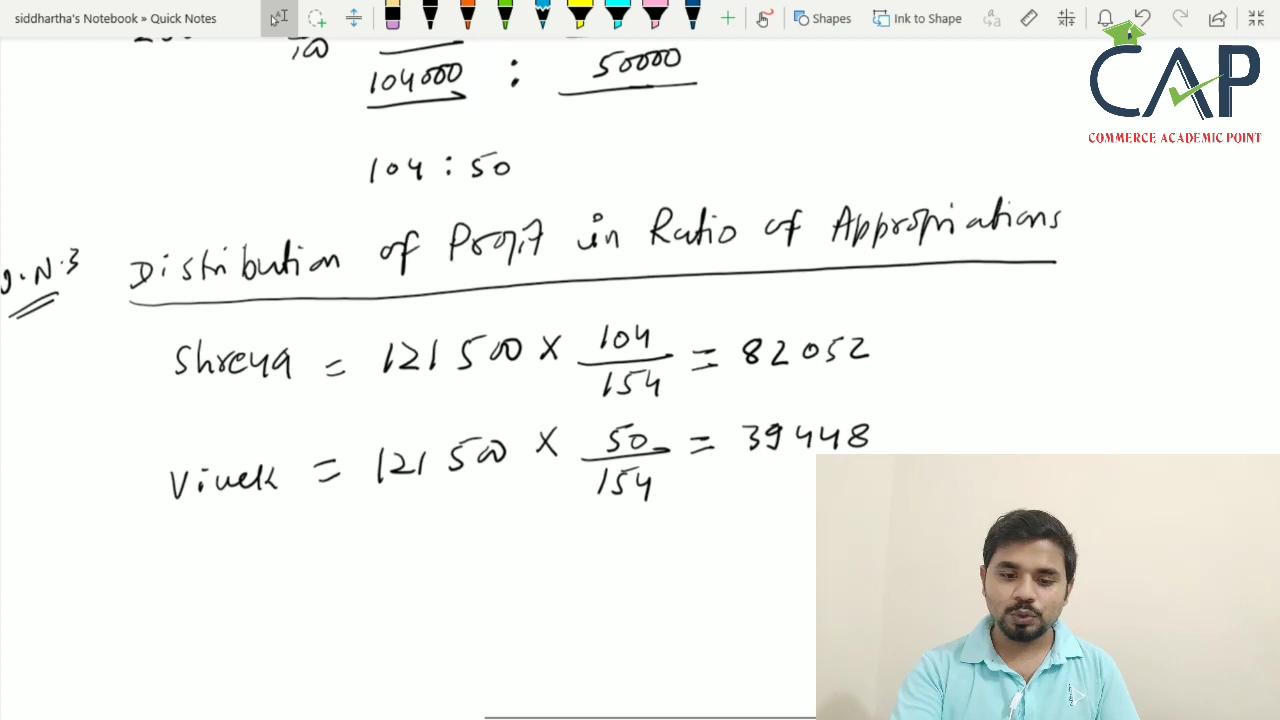 siddhartha's Notebook » Quick Notes
Shapes
Ink to Shape
CAP
COMMERCE ACADEMIC POINT
104000 : 50000
104 : 50
Distribution of Profit in Ratio of Appropriations
Shreya = 121500 × 104/154 = 82052
Vivek = 121500 × 50/154 = 39448